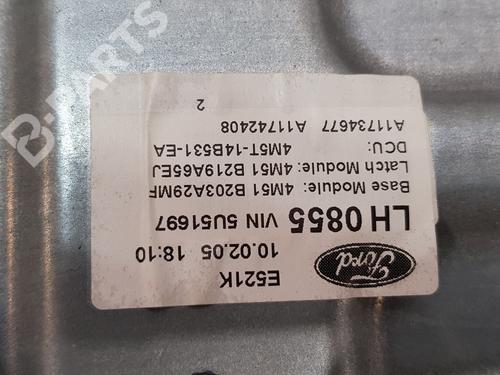 Ford
E521K
10.02.05 18:10
LH 0855 VIN 5U51697
Base Module: 4M51 B203A29MF
Latch Module: 4M51 B219A65EJ
DCU: 4M5T-14B531-EA
A11734677 A11742408
2
B-PARTS